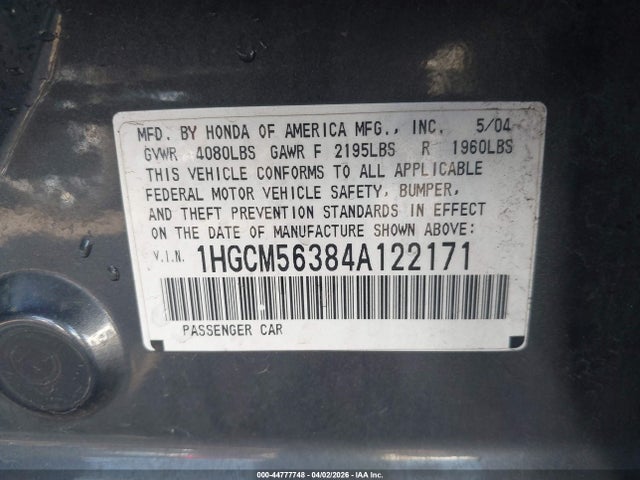 MFD. BY HONDA OF AMERICA MFG., INC. 5/04
GVWR 4080LBS GAWR F 2195LBS R 1960LBS
THIS VEHICLE CONFORMS TO ALL APPLICABLE
FEDERAL MOTOR VEHICLE SAFETY, BUMPER,
AND THEFT PREVENTION STANDARDS IN EFFECT
ON THE DATE OF MANUFACTURE SHOWN ABOVE:
V.I.N. 1HGCM56384A122171
PASSENGER CAR
000-44777748 - 04/02/2026 - IAA Inc.